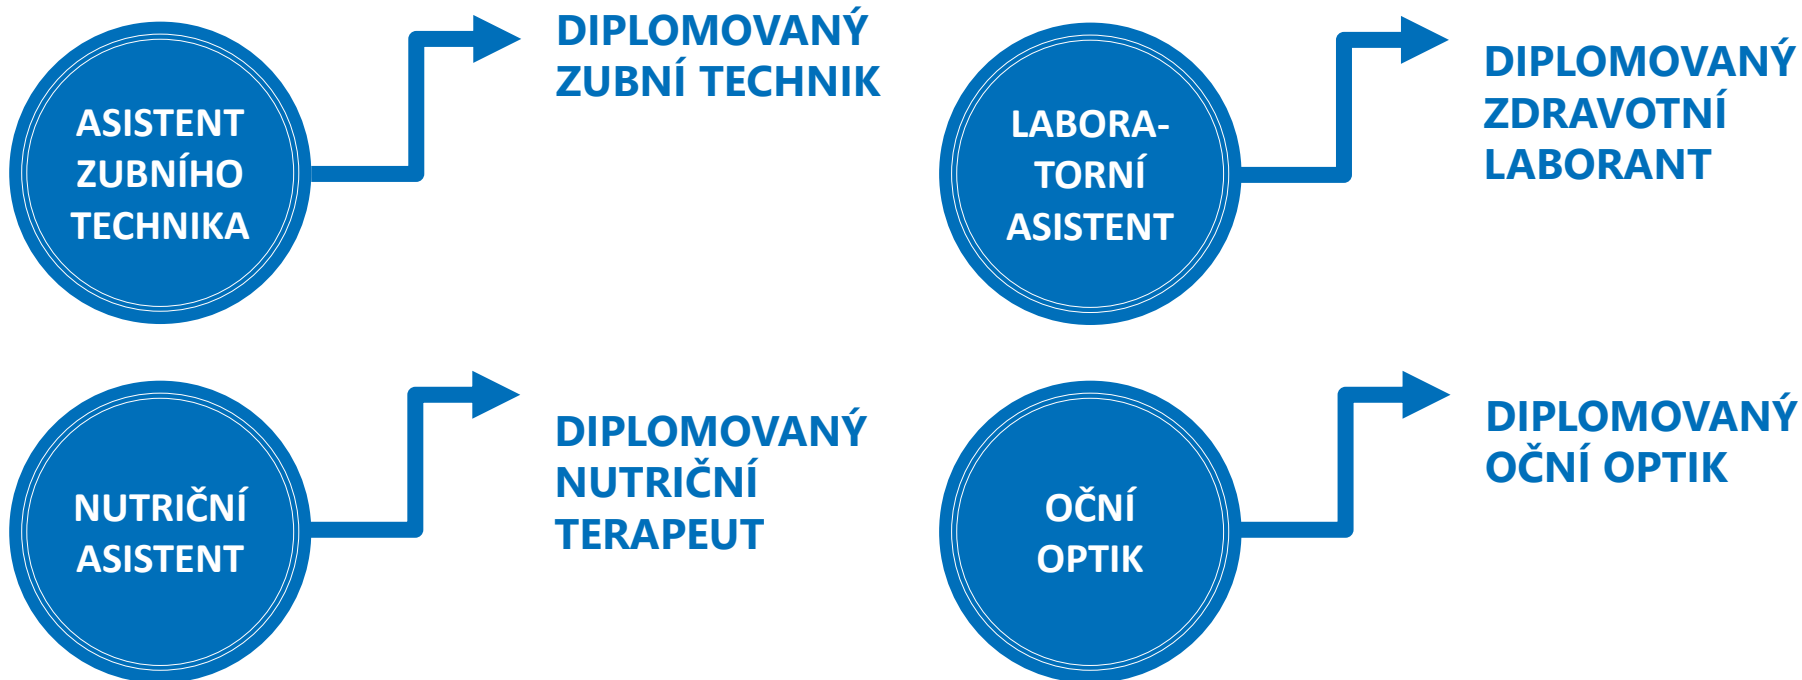 ASISTENT
ZUBNÍHO
TECHNIKA
DIPLOMOVANÝ
ZUBNÍ TECHNIK
LABORA-
TORNÍ
ASISTENT
DIPLOMOVANÝ
ZDRAVOTNÍ
LABORANT
NUTRIČNÍ
ASISTENT
DIPLOMOVANÝ
NUTRIČNÍ
TERAPEUT
OČNÍ
OPTIK
DIPLOMOVANÝ
OČNÍ OPTIK